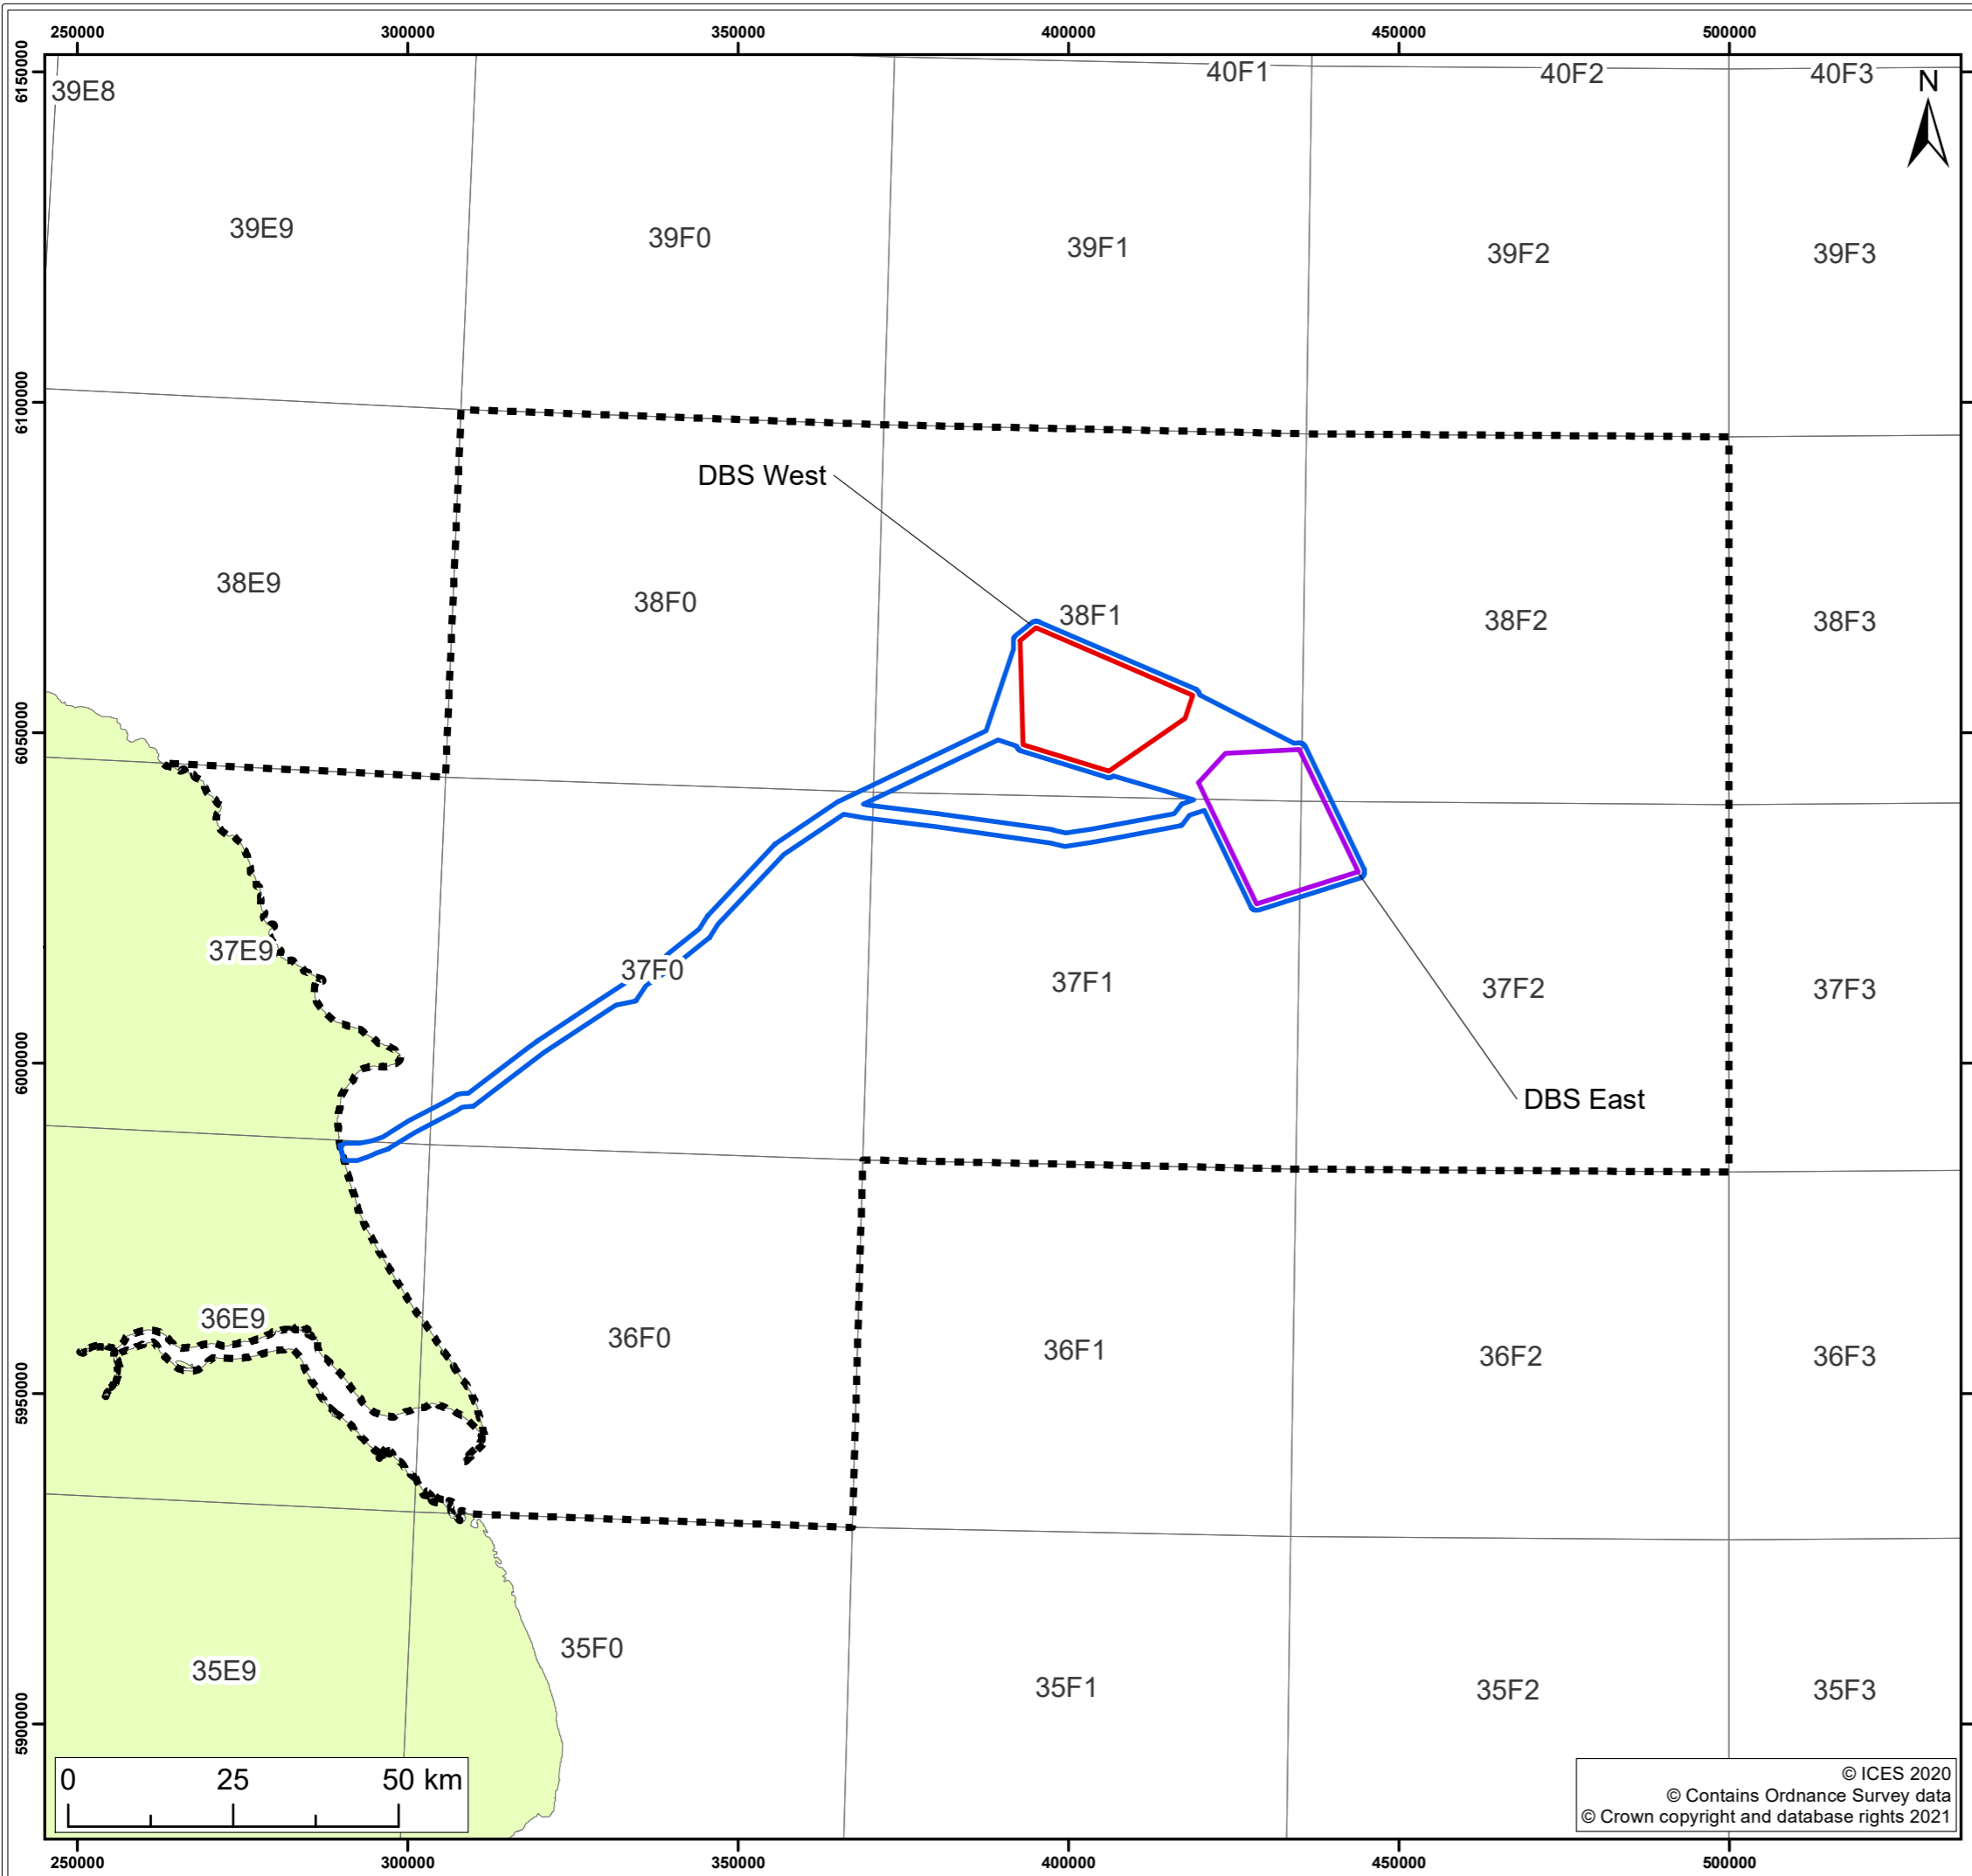 250000 300000 350000 400000 450000 500000
6150000
6100000
6050000
6000000
5950000
5900000
39E8 40F1 40F2 40F3
N
39E9 39F0 39F1 39F2 39F3
DBS West
38E9 38F0 38F1 38F2 38F3
37E9 37F0 37F1 37F2 37F3
DBS East
36E9 36F0 36F1 36F2 36F3
35E9 35F0 35F1 35F2 35F3
0 25 50 km
© ICES 2020
© Contains Ordnance Survey data
© Crown copyright and database rights 2021
250000 300000 350000 400000 450000 500000